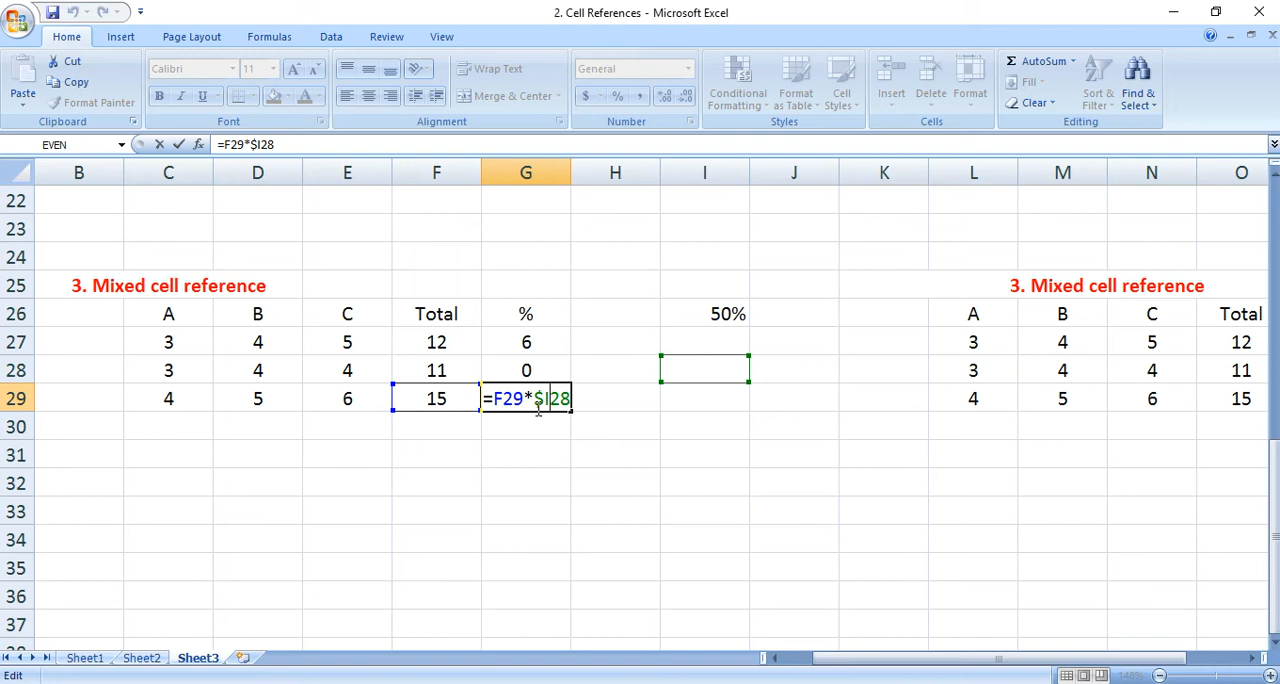 2. Cell References - Microsoft Excel
Home Insert Page Layout Formulas Data Review View
Paste
Cut
Copy
Format Painter
Clipboard
Calibri 11
B I U
Font
Wrap Text
Merge & Center
Alignment
General
$ % ,
Number
Conditional Formatting
Format as Table
Cell Styles
Styles
Insert Delete Format
Cells
Σ AutoSum
Fill
Clear
Sort & Filter
Find & Select
Editing
EVEN fx =F29*$I28
B C D E F G H I J K L M N O
22
23
24
25 3. Mixed cell reference 3. Mixed cell reference
26 A B C Total % 50% A B C Total
27 3 4 5 12 6 3 4 5 12
28 3 4 4 11 0 3 4 4 11
29 4 5 6 15 =F29*$I28 4 5 6 15
30
31
32
33
34
35
36
37
Sheet1 Sheet2 Sheet3
Edit